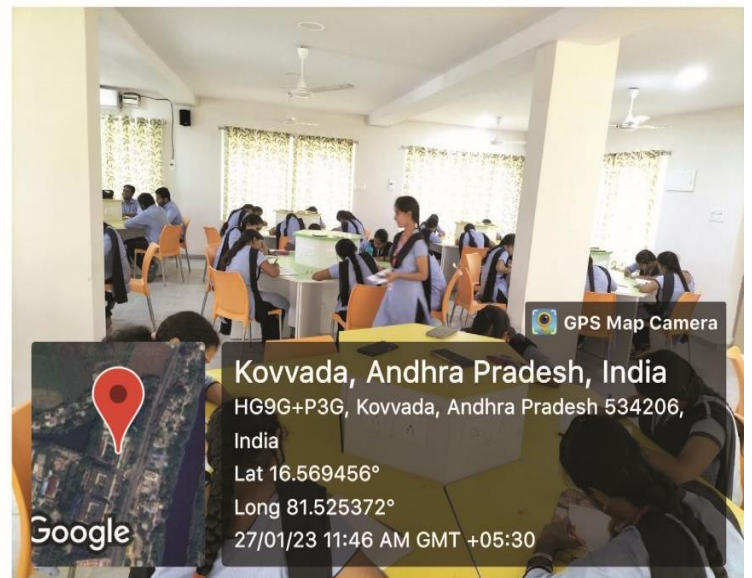 GPS Map Camera
Kovvada, Andhra Pradesh, India
HG9G+P3G, Kovvada, Andhra Pradesh 534206,
India
Lat 16.569456°
Long 81.525372°
27/01/23 11:46 AM GMT +05:30
Google